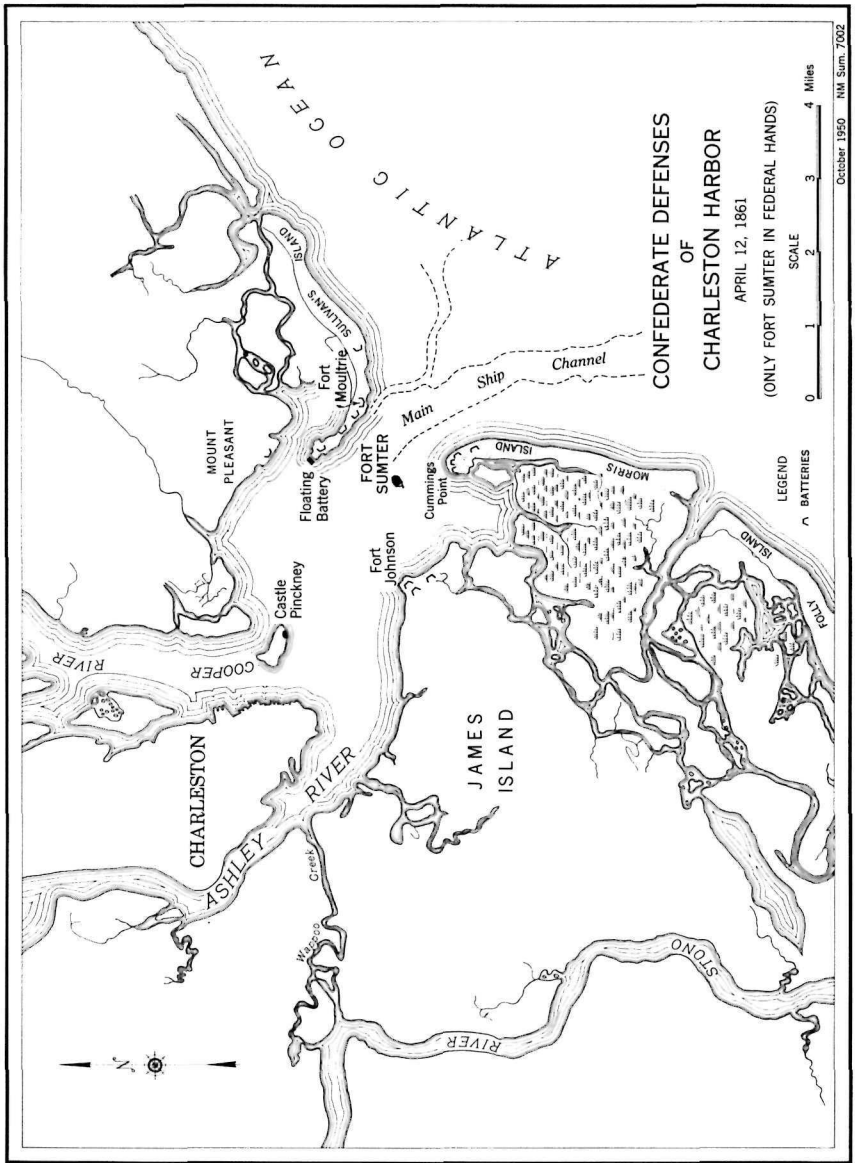 ATLANTIC OCEAN
SULLIVAN'S
ISLAND
MOUNT
PLEASANT
Fort
Moultrie
Floating
Battery
FORT
SUMTER
Main Ship Channel
Cummings
Point
MORRIS
ISLAND
Fort
Johnson
Castle
Pinckney
COOPER
RIVER
CHARLESTON
ASHLEY RIVER
JAMES
ISLAND
Wappoo Creek
STONO
RIVER
FOLLY
ISLAND
N
CONFEDERATE DEFENSES
OF
CHARLESTON HARBOR
APRIL 12, 1861
(ONLY FORT SUMTER IN FEDERAL HANDS)
SCALE
0 1 2 3 4 Miles
LEGEND
BATTERIES
October 1950 NM Sum. 7002